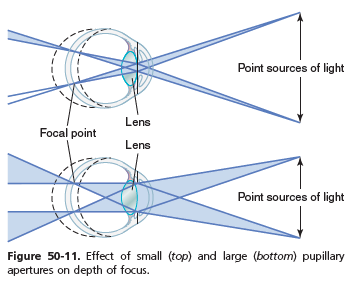 Point sources of light
Lens
Focal point
Lens
Point sources of light
Figure 50-11. Effect of small (top) and large (bottom) pupillary
apertures on depth of focus.